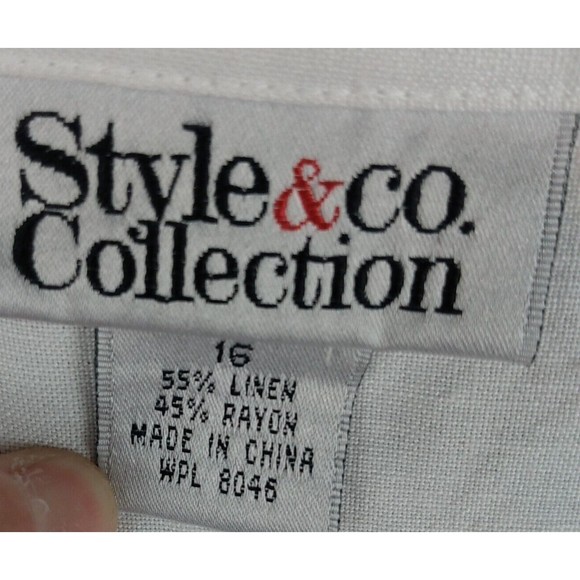 Style&co.
Collection
16
55% LINEN
45% RAYON
MADE IN CHINA
WPL 8046